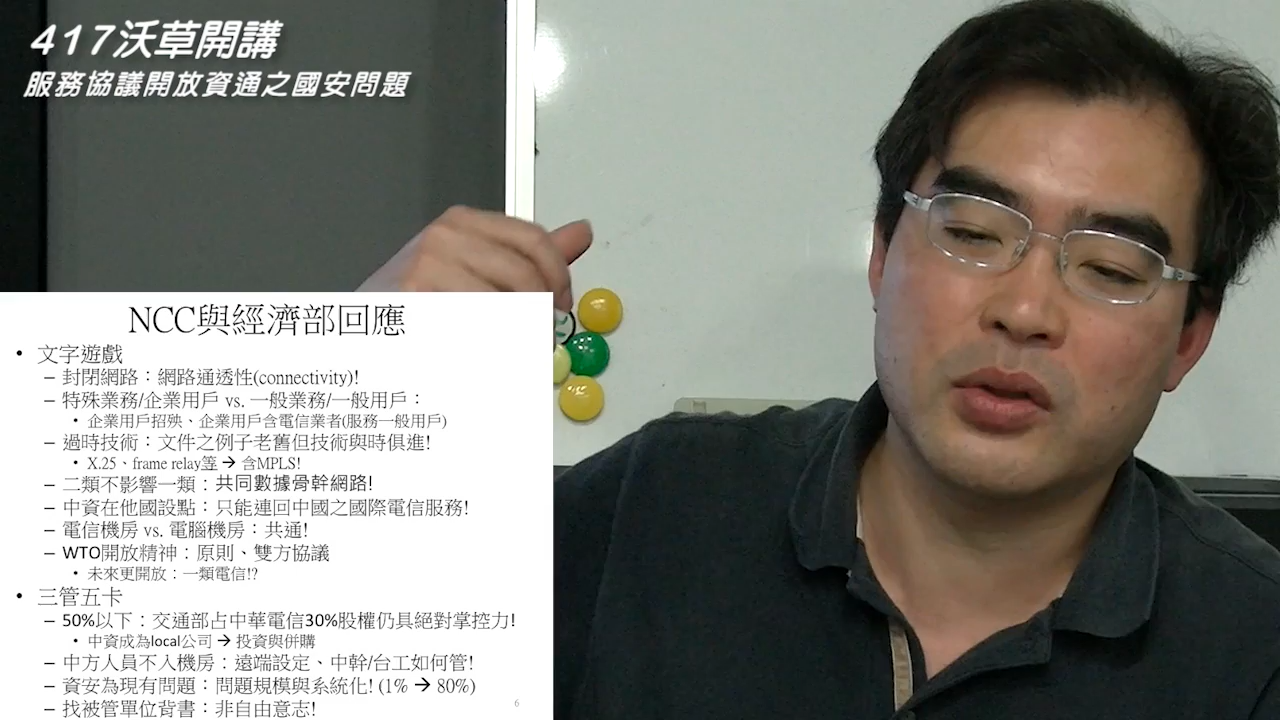 417沃草開講
服務協議開放資通之國安問題
NCC與經濟部回應
• 文字遊戲
– 封閉網路：網路通透性(connectivity)!
– 特殊業務/企業用戶 vs. 一般業務/一般用戶：
• 企業用戶招殃、企業用戶含電信業者(服務一般用戶)
– 過時技術：文件之例子老舊但技術與時俱進!
• X.25、frame relay等 → 含MPLS!
– 二類不影響一類：共同數據骨幹網路!
– 中資在他國設點：只能連回中國之國際電信服務!
– 電信機房 vs. 電腦機房：共通!
– WTO開放精神：原則、雙方協議
• 未來更開放：一類電信!?
• 三管五卡
– 50%以下：交通部占中華電信30%股權仍具絕對掌控力!
• 中資成為local公司 → 投資與併購
– 中方人員不入機房：遠端設定、中幹/台工如何管!
– 資安為現有問題：問題規模與系統化! (1% → 80%)
– 找被管單位背書：非自由意志!
6